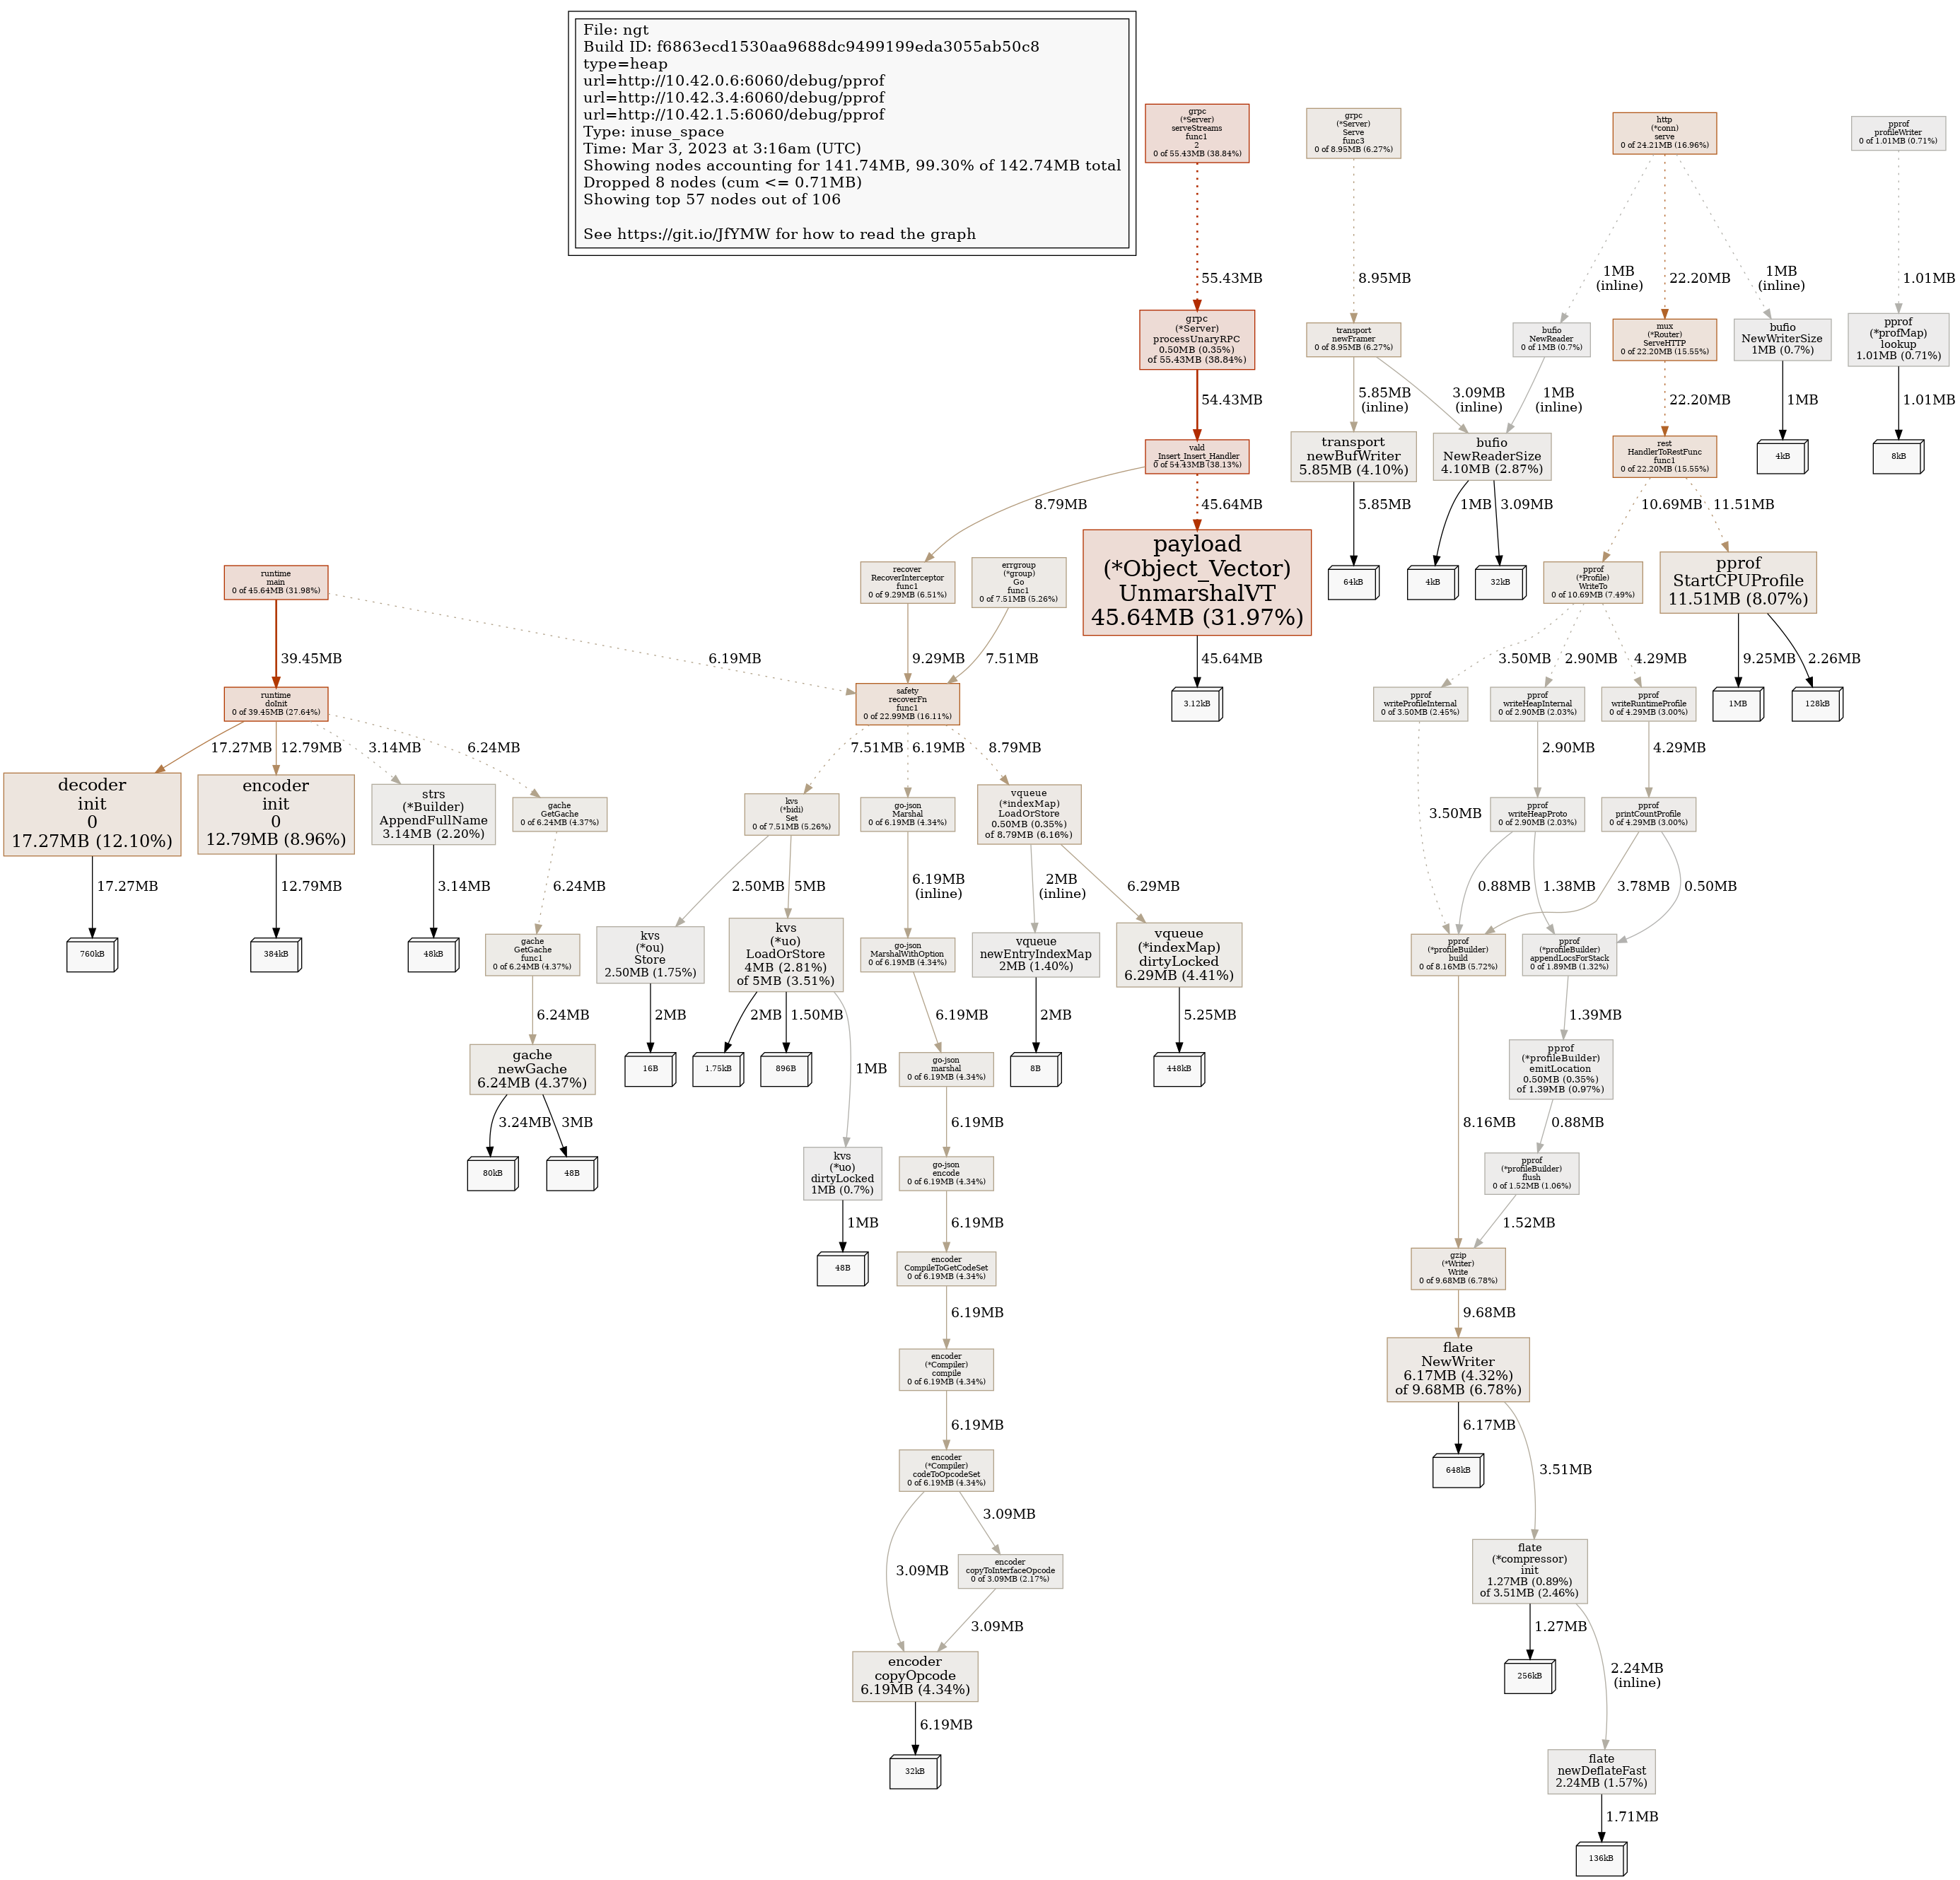 File: ngt
Build ID: f6863ecd1530aa9688dc9499199eda3055ab50c8
type=heap
url=http://10.42.0.6:6060/debug/pprof
url=http://10.42.3.4:6060/debug/pprof
url=http://10.42.1.5:6060/debug/pprof
Type: inuse_space
Time: Mar 3, 2023 at 3:16am (UTC)
Showing nodes accounting for 141.74MB, 99.30% of 142.74MB total
Dropped 8 nodes (cum <= 0.71MB)
Showing top 57 nodes out of 106
See https://git.io/JfYMW for how to read the graph
grpc
(*Server)
serveStreams
func1
2
0 of 55.43MB (38.84%)
grpc
(*Server)
Serve
func3
0 of 8.95MB (6.27%)
http
(*conn)
serve
0 of 24.21MB (16.96%)
pprof
profileWriter
0 of 1.01MB (0.71%)
55.43MB
8.95MB
1MB
(inline)
22.20MB
1MB
(inline)
1.01MB
grpc
(*Server)
processUnaryRPC
0.50MB (0.35%)
of 55.43MB (38.84%)
transport
newFramer
0 of 8.95MB (6.27%)
bufio
NewReader
0 of 1MB (0.7%)
mux
(*Router)
ServeHTTP
0 of 22.20MB (15.55%)
bufio
NewWriterSize
1MB (0.7%)
pprof
(*profMap)
lookup
1.01MB (0.71%)
54.43MB
5.85MB
(inline)
3.09MB
(inline)
1MB
(inline)
22.20MB
1MB
1.01MB
vald
_Insert_Insert_Handler
0 of 54.43MB (38.13%)
transport
newBufWriter
5.85MB (4.10%)
bufio
NewReaderSize
4.10MB (2.87%)
rest
HandlerToRestFunc
func1
0 of 22.20MB (15.55%)
4kB
8kB
8.79MB
45.64MB
5.85MB
1MB
3.09MB
10.69MB
11.51MB
runtime
main
0 of 45.64MB (31.98%)
recover
RecoverInterceptor
func1
0 of 9.29MB (6.51%)
errgroup
(*group)
Go
func1
0 of 7.51MB (5.26%)
payload
(*Object_Vector)
UnmarshalVT
45.64MB (31.97%)
64kB
4kB
32kB
pprof
(*Profile)
WriteTo
0 of 10.69MB (7.49%)
pprof
StartCPUProfile
11.51MB (8.07%)
39.45MB
6.19MB
9.29MB
7.51MB
45.64MB
3.50MB
2.90MB
4.29MB
9.25MB
2.26MB
runtime
doInit
0 of 39.45MB (27.64%)
safety
recoverFn
func1
0 of 22.99MB (16.11%)
3.12kB
pprof
writeProfileInternal
0 of 3.50MB (2.45%)
pprof
writeHeapInternal
0 of 2.90MB (2.03%)
pprof
writeRuntimeProfile
0 of 4.29MB (3.00%)
1MB
128kB
17.27MB
12.79MB
3.14MB
6.24MB
7.51MB
6.19MB
8.79MB
3.50MB
2.90MB
4.29MB
decoder
init
0
17.27MB (12.10%)
encoder
init
0
12.79MB (8.96%)
strs
(*Builder)
AppendFullName
3.14MB (2.20%)
gache
GetGache
0 of 6.24MB (4.37%)
kvs
(*bidi)
Set
0 of 7.51MB (5.26%)
go-json
Marshal
0 of 6.19MB (4.34%)
vqueue
(*indexMap)
LoadOrStore
0.50MB (0.35%)
of 8.79MB (6.16%)
pprof
writeHeapProto
0 of 2.90MB (2.03%)
pprof
printCountProfile
0 of 4.29MB (3.00%)
17.27MB
12.79MB
3.14MB
6.24MB
2.50MB
5MB
6.19MB
(inline)
2MB
(inline)
6.29MB
0.88MB
1.38MB
3.78MB
0.50MB
760kB
384kB
48kB
gache
GetGache
func1
0 of 6.24MB (4.37%)
kvs
(*ou)
Store
2.50MB (1.75%)
kvs
(*uo)
LoadOrStore
4MB (2.81%)
of 5MB (3.51%)
go-json
MarshalWithOption
0 of 6.19MB (4.34%)
vqueue
newEntryIndexMap
2MB (1.40%)
vqueue
(*indexMap)
dirtyLocked
6.29MB (4.41%)
pprof
(*profileBuilder)
build
0 of 8.16MB (5.72%)
pprof
(*profileBuilder)
appendLocsForStack
0 of 1.89MB (1.32%)
6.24MB
2MB
2MB
1.50MB
1MB
6.19MB
2MB
5.25MB
8.16MB
1.39MB
gache
newGache
6.24MB (4.37%)
16B
1.75kB
896B
go-json
marshal
0 of 6.19MB (4.34%)
8B
448kB
pprof
(*profileBuilder)
emitLocation
0.50MB (0.35%)
of 1.39MB (0.97%)
3.24MB
3MB
6.19MB
0.88MB
80kB
48B
kvs
(*uo)
dirtyLocked
1MB (0.7%)
go-json
encode
0 of 6.19MB (4.34%)
pprof
(*profileBuilder)
flush
0 of 1.52MB (1.06%)
1MB
6.19MB
1.52MB
48B
encoder
CompileToGetCodeSet
0 of 6.19MB (4.34%)
gzip
(*Writer)
Write
0 of 9.68MB (6.78%)
6.19MB
9.68MB
encoder
(*Compiler)
compile
0 of 6.19MB (4.34%)
flate
NewWriter
6.17MB (4.32%)
of 9.68MB (6.78%)
6.19MB
6.17MB
3.51MB
encoder
(*Compiler)
codeToOpcodeSet
0 of 6.19MB (4.34%)
648kB
3.09MB
3.09MB
encoder
copyToInterfaceOpcode
0 of 3.09MB (2.17%)
flate
(*compressor)
init
1.27MB (0.89%)
of 3.51MB (2.46%)
3.09MB
1.27MB
2.24MB
(inline)
encoder
copyOpcode
6.19MB (4.34%)
256kB
6.19MB
32kB
flate
newDeflateFast
2.24MB (1.57%)
1.71MB
136kB